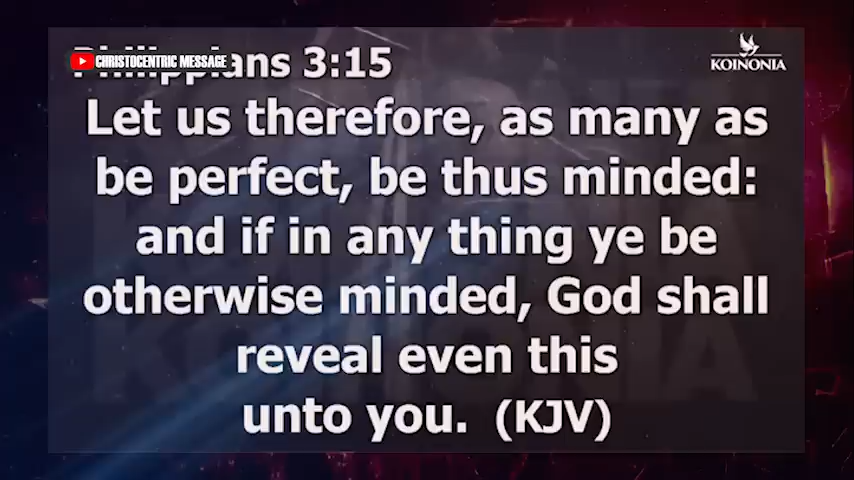 Philippians 3:15
CHRISTOCENTRIC MESSAGE
KOINONIA
Let us therefore, as many as
be perfect, be thus minded:
and if in any thing ye be
otherwise minded, God shall
reveal even this
unto you. (KJV)